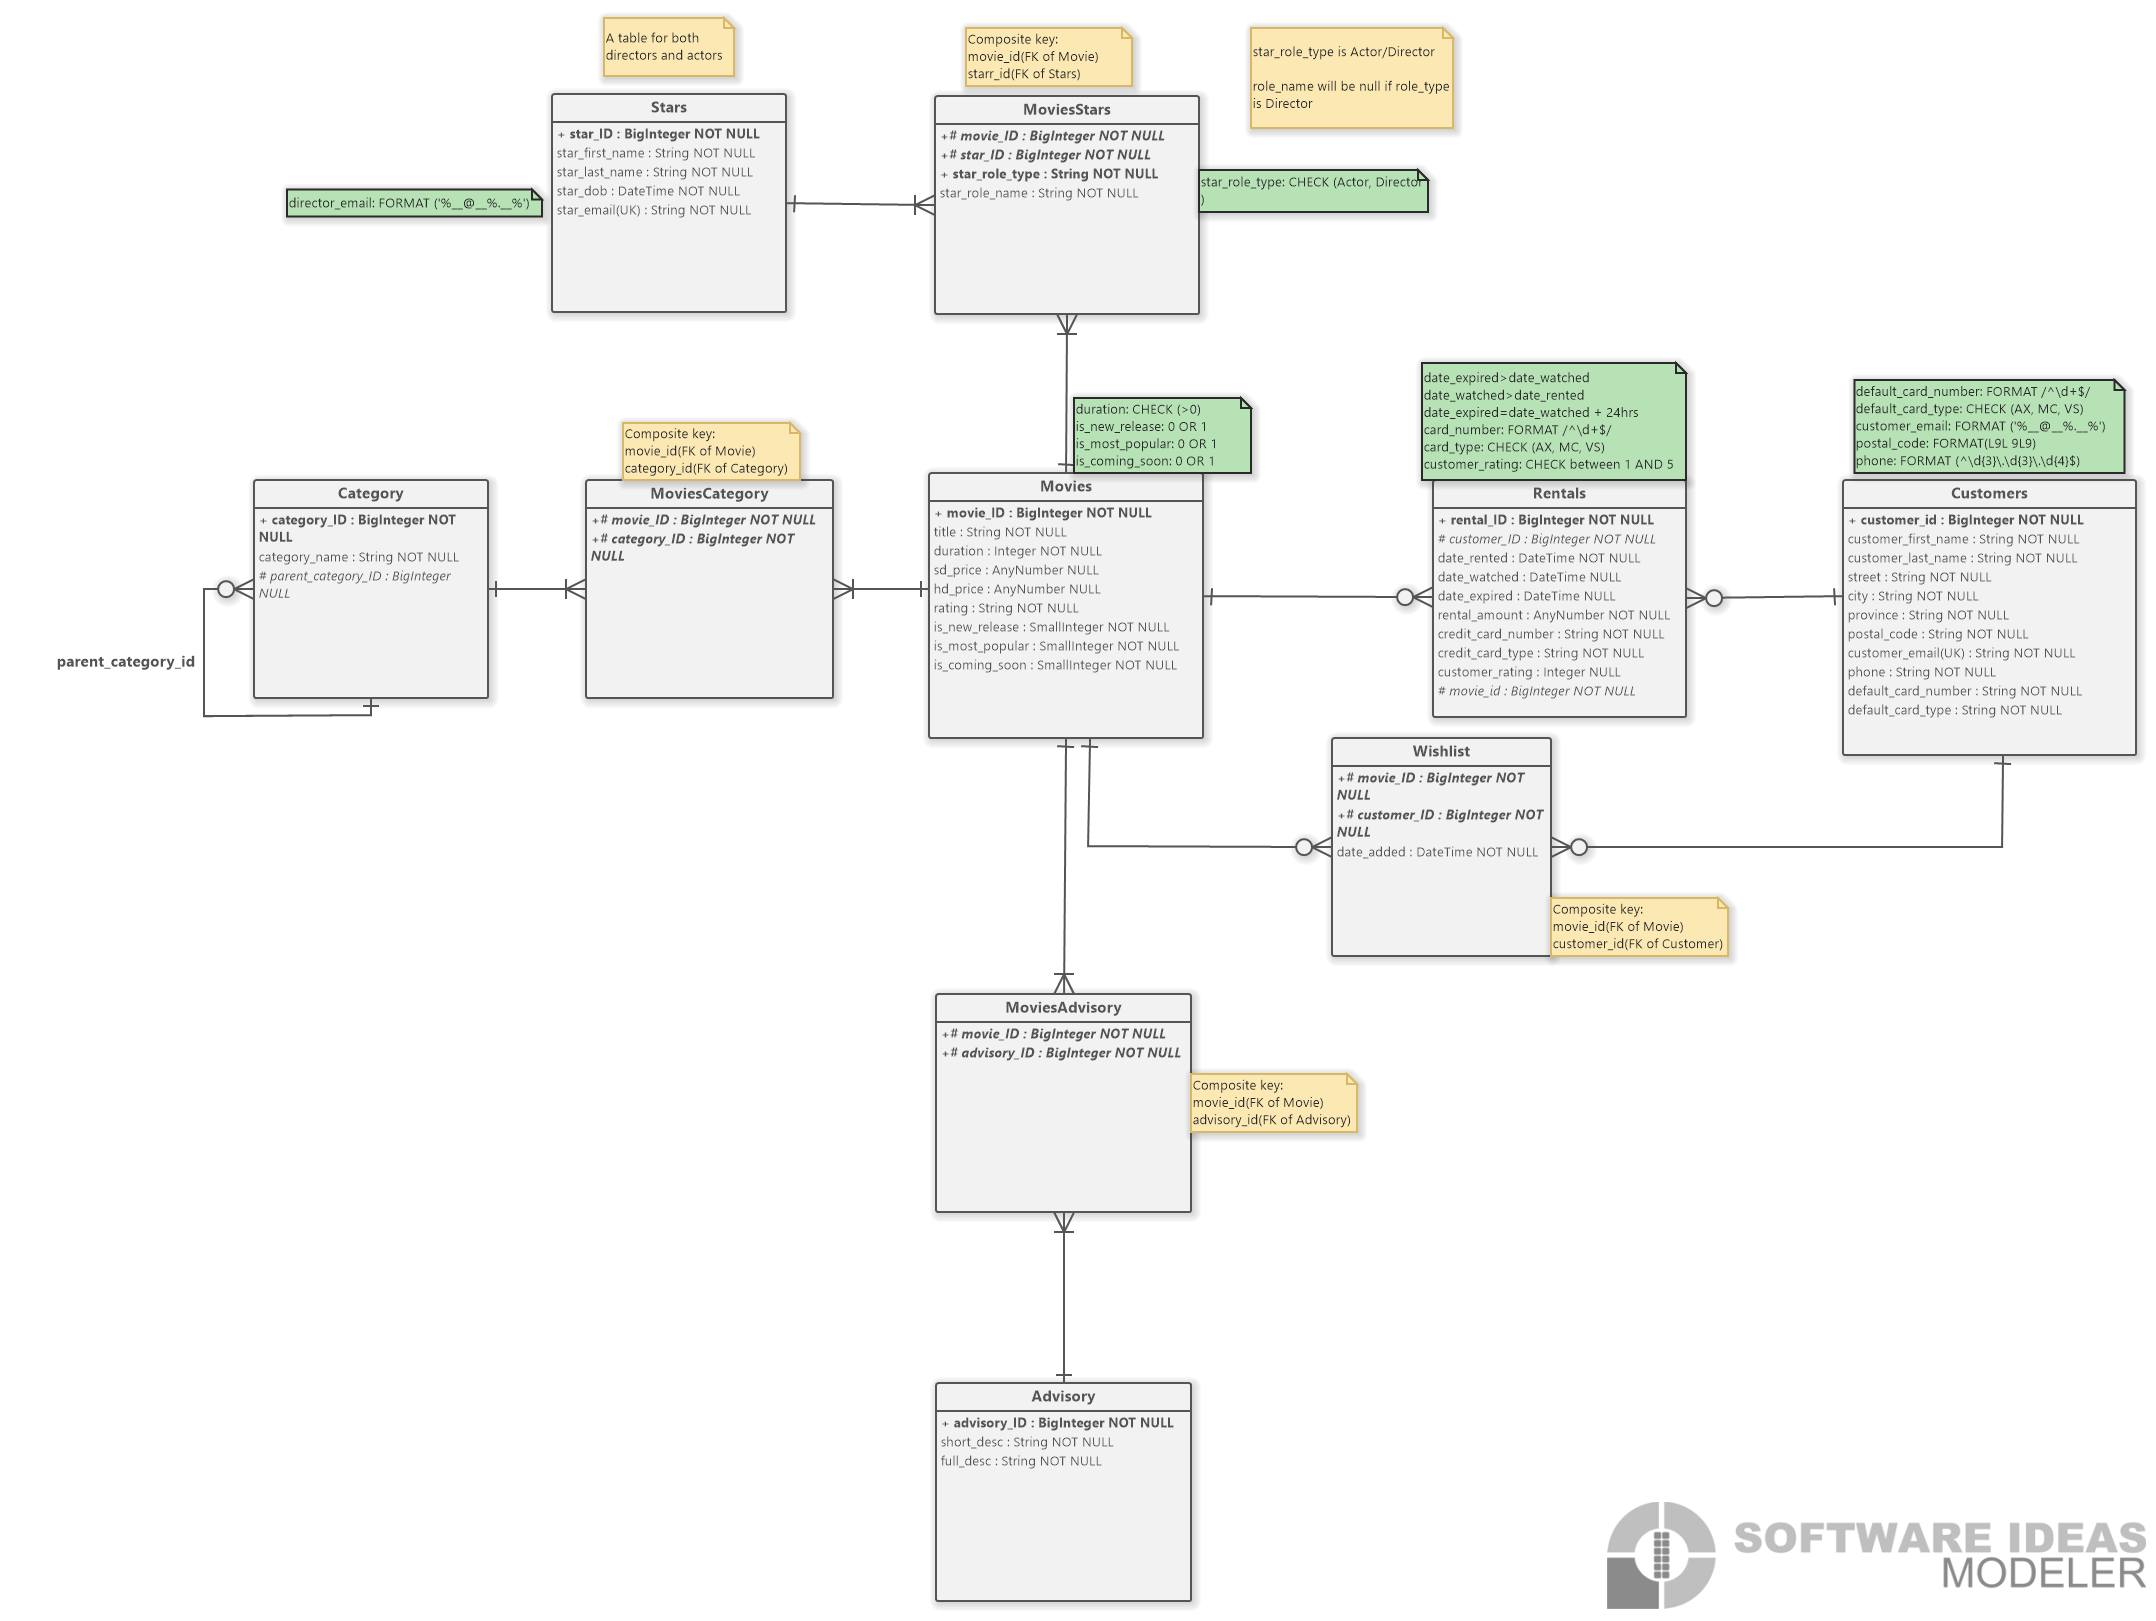 A table for both
directors and actors
Composite key:
movie_id(FK of Movie)
starr_id(FK of Stars)
star_role_type is Actor/Director
role_name will be null if role_type
is Director
Stars
+ star_ID : BigInteger NOT NULL
star_first_name : String NOT NULL
star_last_name : String NOT NULL
star_dob : DateTime NOT NULL
star_email(UK) : String NOT NULL
director_email: FORMAT ('%__@__%.__%')
MoviesStars
+# movie_ID : BigInteger NOT NULL
+# star_ID : BigInteger NOT NULL
+ star_role_type : String NOT NULL
star_role_name : String NOT NULL
star_role_type: CHECK (Actor, Director
)
duration: CHECK (>0)
is_new_release: 0 OR 1
is_most_popular: 0 OR 1
is_coming_soon: 0 OR 1
date_expired>date_watched
date_watched>date_rented
date_expired=date_watched + 24hrs
card_number: FORMAT /^\d+$/
card_type: CHECK (AX, MC, VS)
customer_rating: CHECK between 1 AND 5
default_card_number: FORMAT /^\d+$/
default_card_type: CHECK (AX, MC, VS)
customer_email: FORMAT ('%__@__%.__%')
postal_code: FORMAT(L9L 9L9)
phone: FORMAT (^\d{3}\.\d{3}\.\d{4}$)
Composite key:
movie_id(FK of Movie)
category_id(FK of Category)
Category
+ category_ID : BigInteger NOT
NULL
category_name : String NOT NULL
# parent_category_ID : BigInteger
NULL
parent_category_id
MoviesCategory
+# movie_ID : BigInteger NOT NULL
+# category_ID : BigInteger NOT
NULL
Movies
+ movie_ID : BigInteger NOT NULL
title : String NOT NULL
duration : Integer NOT NULL
sd_price : AnyNumber NULL
hd_price : AnyNumber NULL
rating : String NOT NULL
is_new_release : SmallInteger NOT NULL
is_most_popular : SmallInteger NOT NULL
is_coming_soon : SmallInteger NOT NULL
Rentals
+ rental_ID : BigInteger NOT NULL
# customer_ID : BigInteger NOT NULL
date_rented : DateTime NOT NULL
date_watched : DateTime NULL
date_expired : DateTime NULL
rental_amount : AnyNumber NOT NULL
credit_card_number : String NOT NULL
credit_card_type : String NOT NULL
customer_rating : Integer NULL
# movie_id : BigInteger NOT NULL
Customers
+ customer_id : BigInteger NOT NULL
customer_first_name : String NOT NULL
customer_last_name : String NOT NULL
street : String NOT NULL
city : String NOT NULL
province : String NOT NULL
postal_code : String NOT NULL
customer_email(UK) : String NOT NULL
phone : String NOT NULL
default_card_number : String NOT NULL
default_card_type : String NOT NULL
Wishlist
+# movie_ID : BigInteger NOT
NULL
+# customer_ID : BigInteger NOT
NULL
date_added : DateTime NOT NULL
Composite key:
movie_id(FK of Movie)
customer_id(FK of Customer)
MoviesAdvisory
+# movie_ID : BigInteger NOT NULL
+# advisory_ID : BigInteger NOT NULL
Composite key:
movie_id(FK of Movie)
advisory_id(FK of Advisory)
Advisory
+ advisory_ID : BigInteger NOT NULL
short_desc : String NOT NULL
full_desc : String NOT NULL
SOFTWARE IDEAS
MODELER